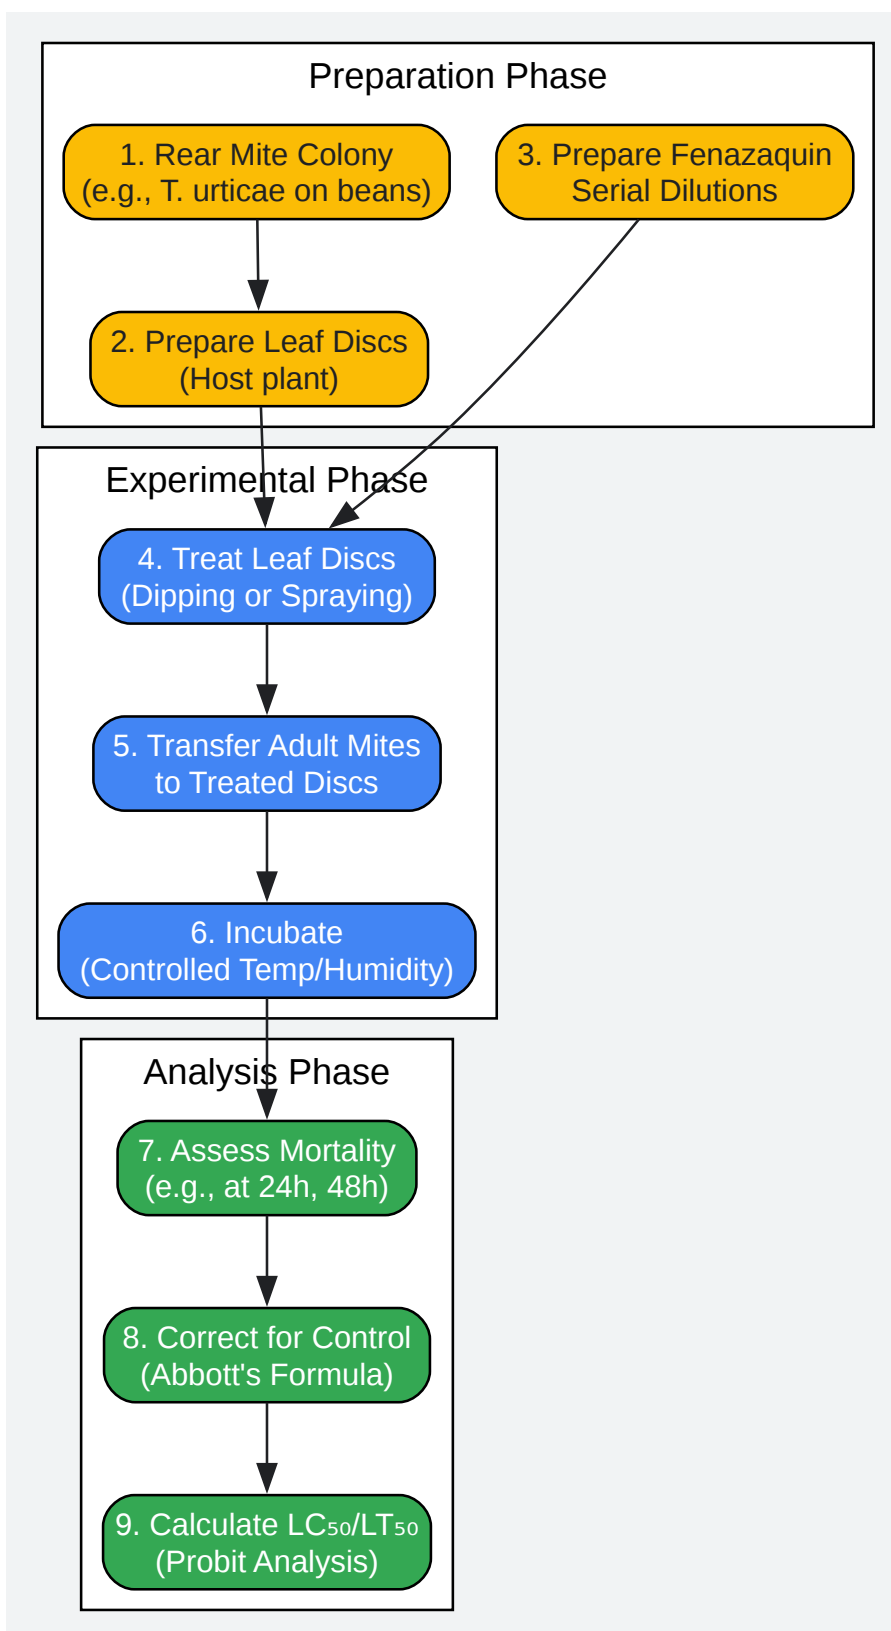 Preparation Phase
1. Rear Mite Colony
(e.g., T. urticae on beans)
3. Prepare Fenazaquin
Serial Dilutions
2. Prepare Leaf Discs
(Host plant)
Experimental Phase
4. Treat Leaf Discs
(Dipping or Spraying)
5. Transfer Adult Mites
to Treated Discs
6. Incubate
(Controlled Temp/Humidity)
Analysis Phase
7. Assess Mortality
(e.g., at 24h, 48h)
8. Correct for Control
(Abbott's Formula)
9. Calculate LC₅₀/LT₅₀
(Probit Analysis)